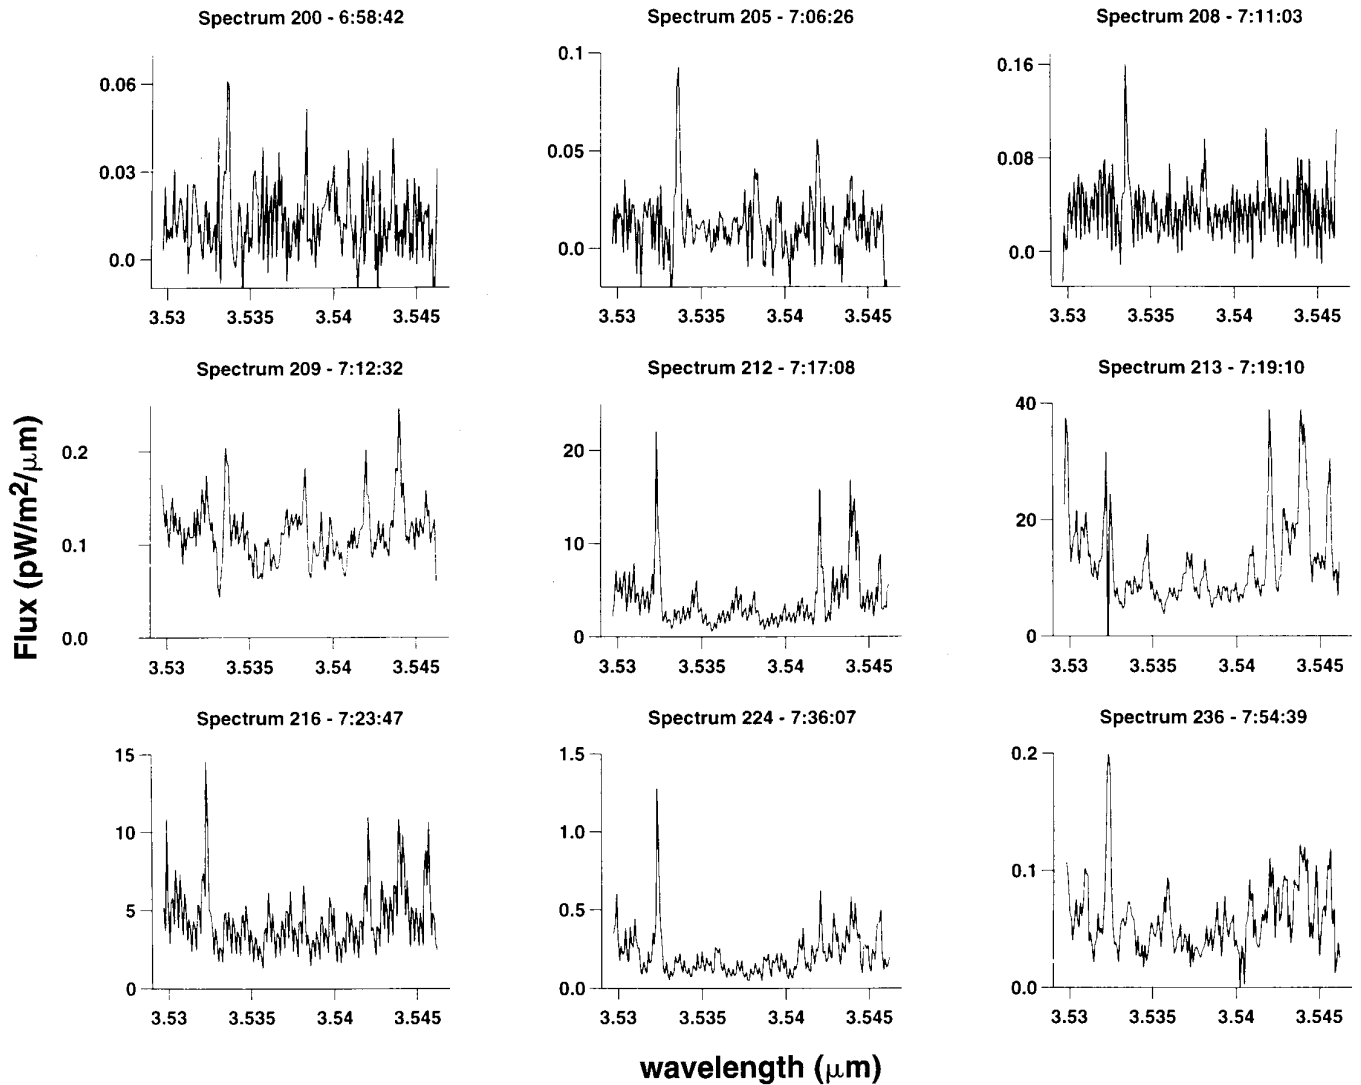 Spectrum 200 - 6:58:42
0.06
0.03
0.0
3.53 3.535 3.54 3.545
Spectrum 205 - 7:06:26
0.1
0.05
0.0
3.53 3.535 3.54 3.545
Spectrum 208 - 7:11:03
0.16
0.08
0.0
3.53 3.535 3.54 3.545
Flux (pW/m²/μm)
Spectrum 209 - 7:12:32
0.2
0.1
0.0
3.53 3.535 3.54 3.545
Spectrum 212 - 7:17:08
20
10
0
3.53 3.535 3.54 3.545
Spectrum 213 - 7:19:10
40
20
0
3.53 3.535 3.54 3.545
Spectrum 216 - 7:23:47
15
10
5
0
3.53 3.535 3.54 3.545
Spectrum 224 - 7:36:07
1.5
1.0
0.5
0.0
3.53 3.535 3.54 3.545
Spectrum 236 - 7:54:39
0.2
0.1
0.0
3.53 3.535 3.54 3.545
wavelength (μm)